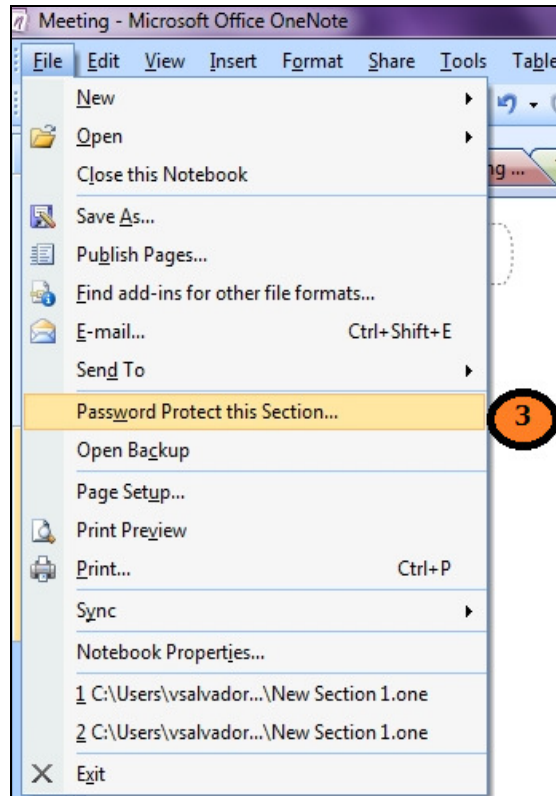 Meeting - Microsoft Office OneNote
File Edit View Insert Format Share Tools Table
New
Open
Close this Notebook
ng ...
Save As...
Publish Pages...
Find add-ins for other file formats...
E-mail... Ctrl+Shift+E
Send To
Password Protect this Section... 3
Open Backup
Page Setup...
Print Preview
Print... Ctrl+P
Sync
Notebook Properties...
1 C:\Users\vsalvador...\New Section 1.one
2 C:\Users\vsalvador...\New Section 1.one
Exit